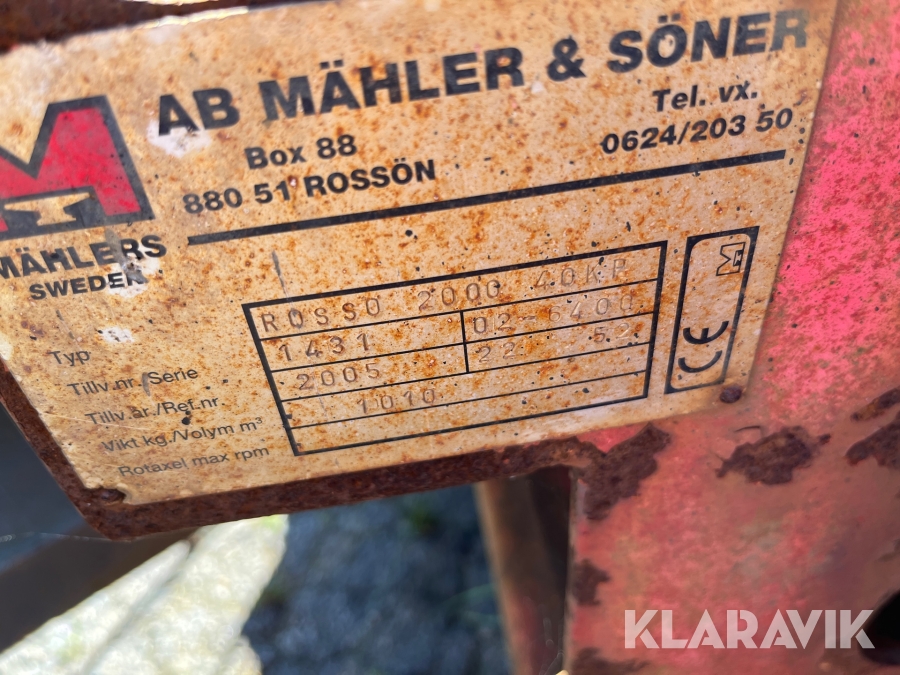 AB MÄHLER & SÖNER
Box 88
880 51 ROSSÖN
Tel. vx.
0624/203 50
M
MÄHLERS
SWEDEN
Typ ROSSO 2000 40KP
Tillv.nr./Serie 1431 02-6400
Tillv.år./Ref.nr. 2005 22 52
Vikt kg./Volym m³ 1010
Rotaxel max rpm
CE
KLARAVIK